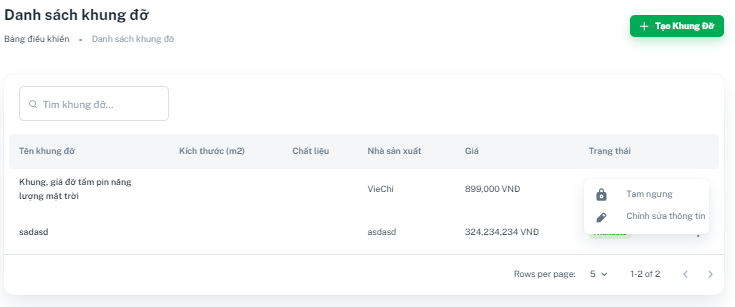 Danh sách khung đỡ
Bảng điều khiển • Danh sách khung đỡ
+ Tạo Khung Đỡ
Tìm khung đỡ...
Tên khung đỡ Kích thước (m2) Chất liệu Nhà sản xuất Giá Trạng thái
Khung, giá đỡ tấm pin năng
lượng mặt trời
VieChi 899,000 VNĐ
Tạm ngưng
Chỉnh sửa thông tin
sadasd asdasd 324,234,234 VNĐ
Rows per page: 5 1-2 of 2